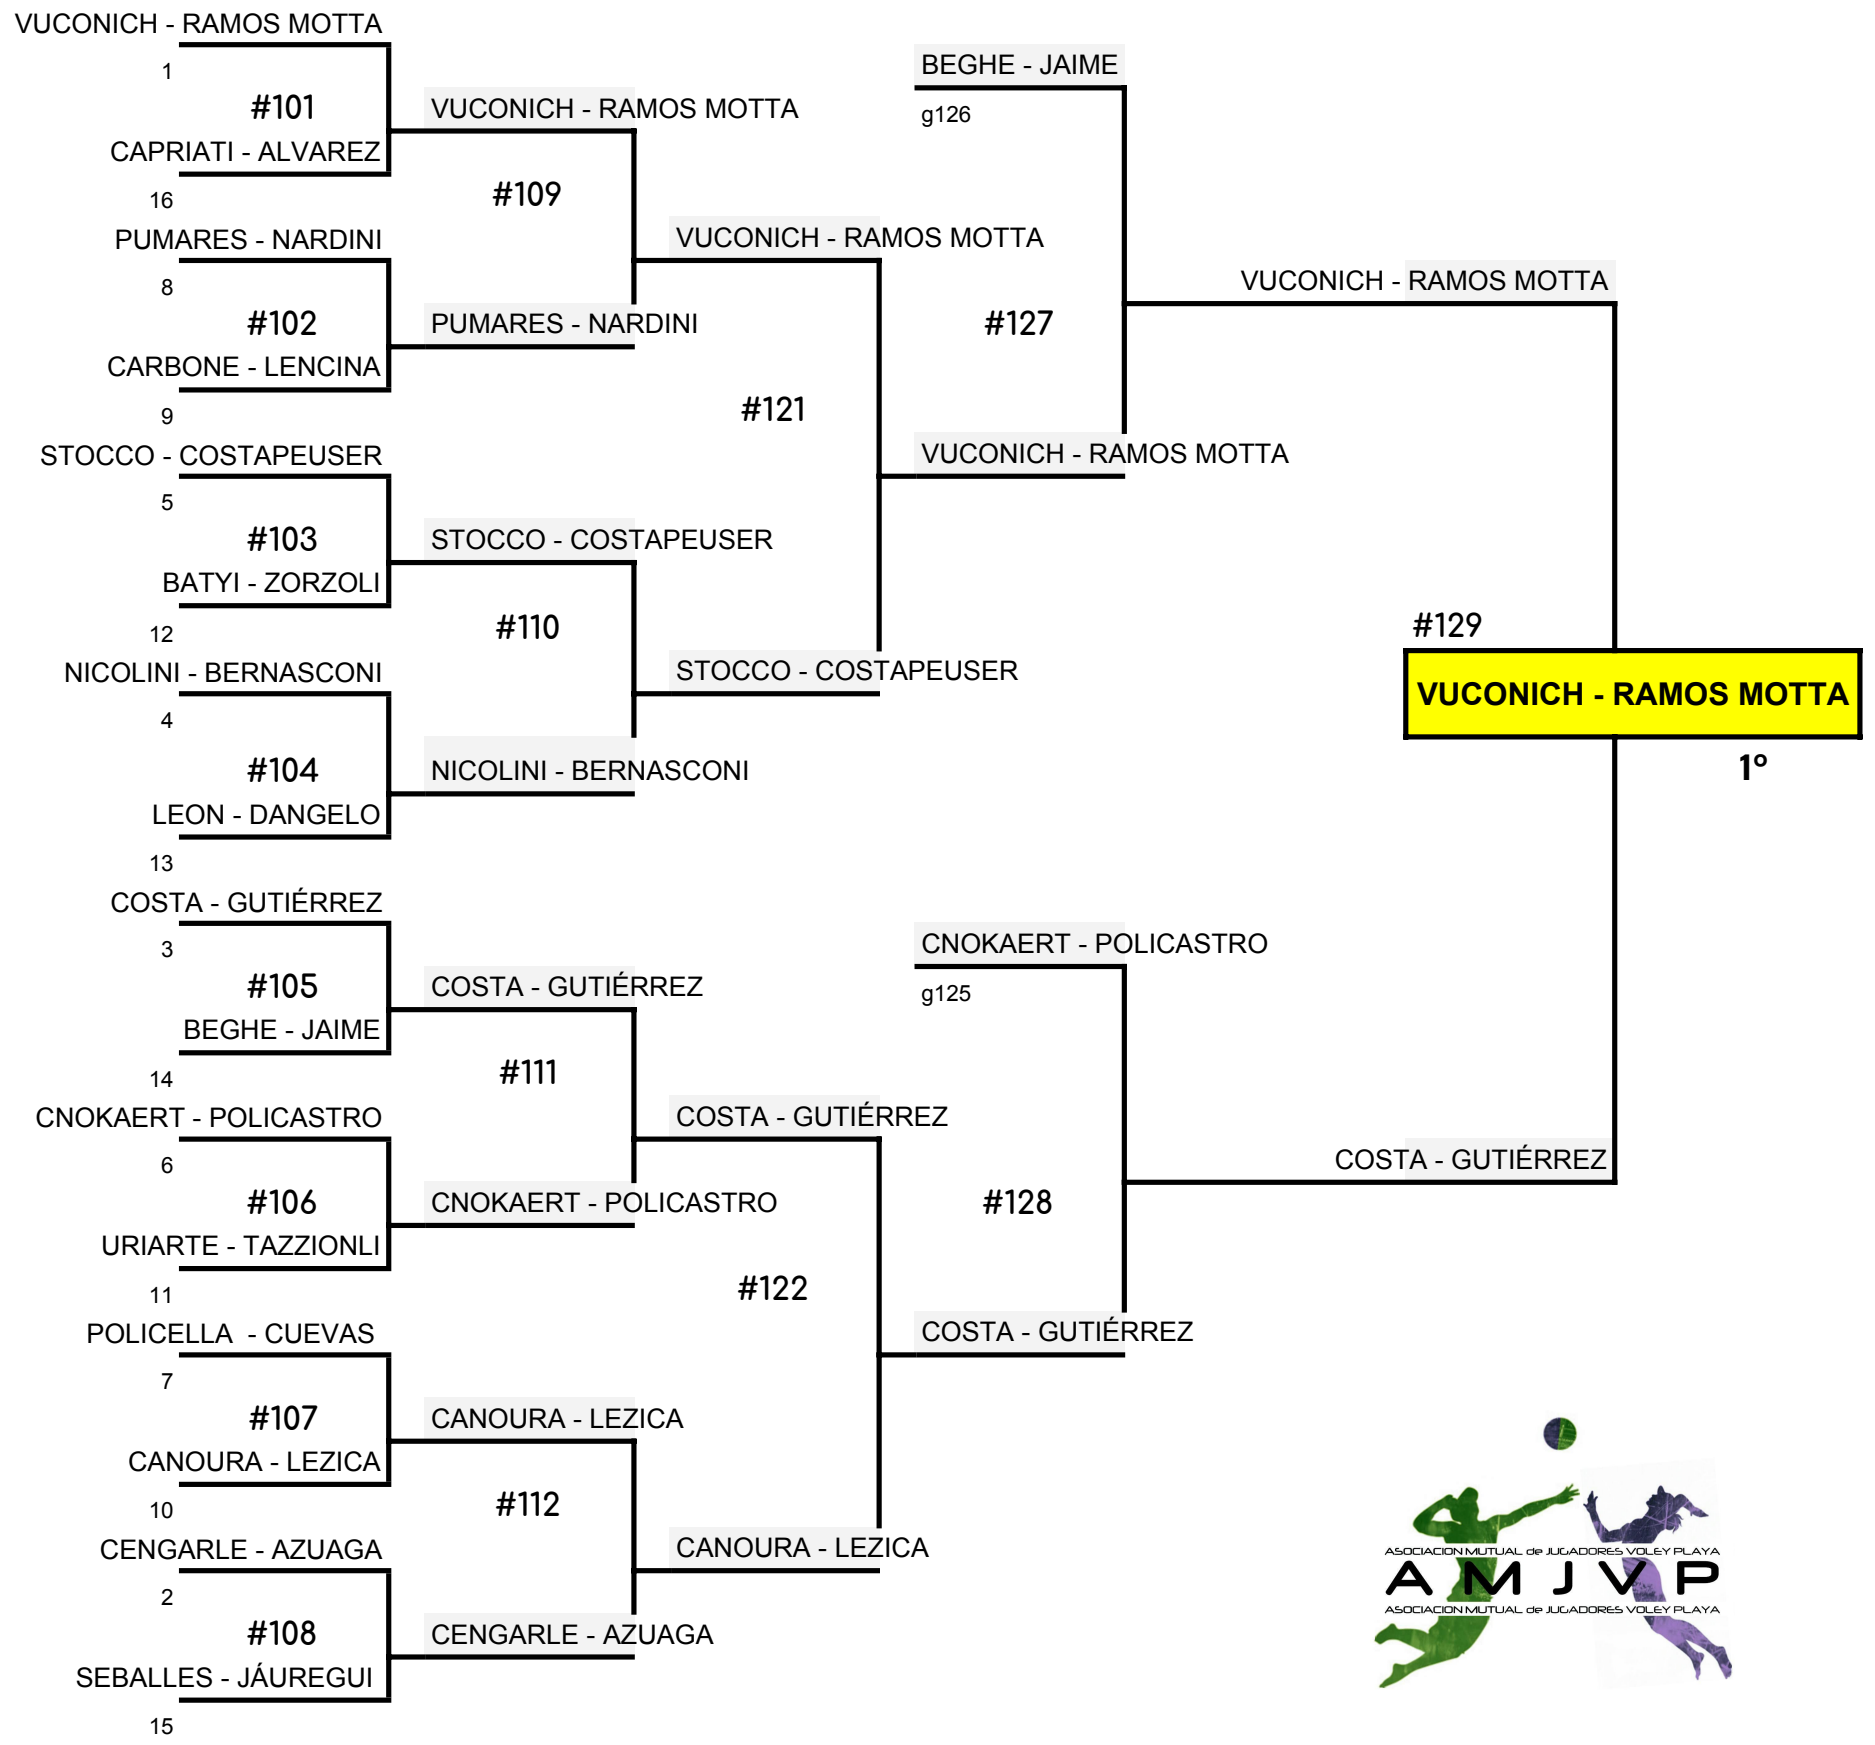 VUCONICH - RAMOS MOTTA
1
#101
CAPRIATI - ALVAREZ
16
PUMARES - NARDINI
8
#102
CARBONE - LENCINA
9
STOCCO - COSTAPEUSER
5
#103
BATYI - ZORZOLI
12
NICOLINI - BERNASCONI
4
#104
LEON - DANGELO
13
COSTA - GUTIÉRREZ
3
#105
BEGHE - JAIME
14
CNOKAERT - POLICASTRO
6
#106
URIARTE - TAZZIONLI
11
POLICELLA - CUEVAS
7
#107
CANOURA - LEZICA
10
CENGARLE - AZUAGA
2
#108
SEBALLES - JÁUREGUI
15
VUCONICH - RAMOS MOTTA
#109
PUMARES - NARDINI
STOCCO - COSTAPEUSER
#110
NICOLINI - BERNASCONI
COSTA - GUTIÉRREZ
#111
CNOKAERT - POLICASTRO
CANOURA - LEZICA
#112
CENGARLE - AZUAGA
VUCONICH - RAMOS MOTTA
#121
STOCCO - COSTAPEUSER
COSTA - GUTIÉRREZ
#122
CANOURA - LEZICA
BEGHE - JAIME
g126
#127
VUCONICH - RAMOS MOTTA
CNOKAERT - POLICASTRO
g125
#128
COSTA - GUTIÉRREZ
VUCONICH - RAMOS MOTTA
#129
VUCONICH - RAMOS MOTTA
1º
COSTA - GUTIÉRREZ
ASOCIACION MUTUAL de JUGADORES VOLEY PLAYA
AMJVP
ASOCIACION MUTUAL de JUGADORES VOLEY PLAYA